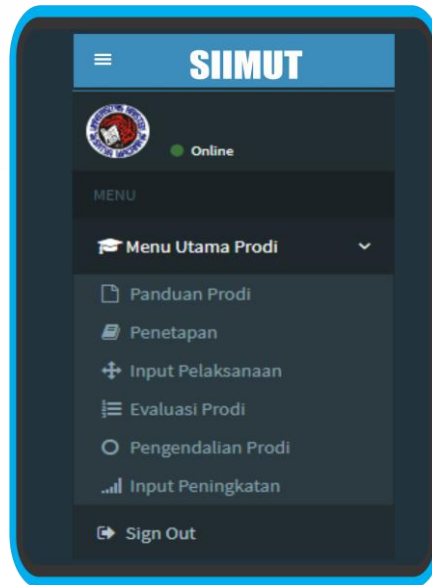 SIIMUT
Online
MENU
Menu Utama Prodi
Panduan Prodi
Penetapan
Input Pelaksanaan
Evaluasi Prodi
Pengendalian Prodi
Input Peningkatan
Sign Out